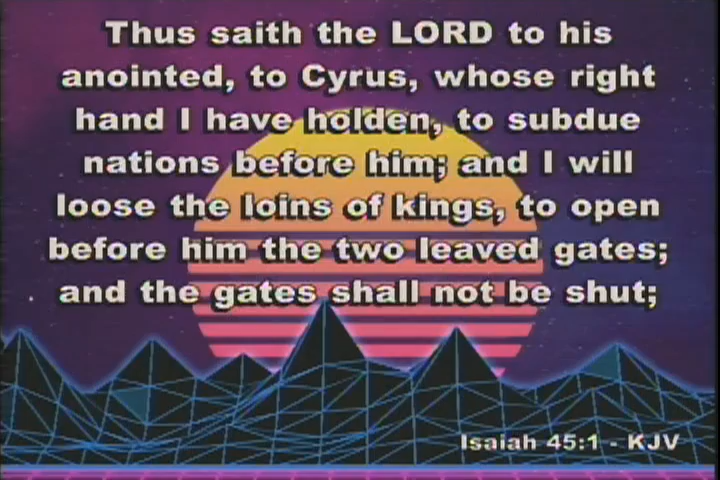 Thus saith the LORD to his
anointed, to Cyrus, whose right
hand I have holden, to subdue
nations before him; and I will
loose the loins of kings, to open
before him the two leaved gates;
and the gates shall not be shut;
Isaiah 45:1 - KJV